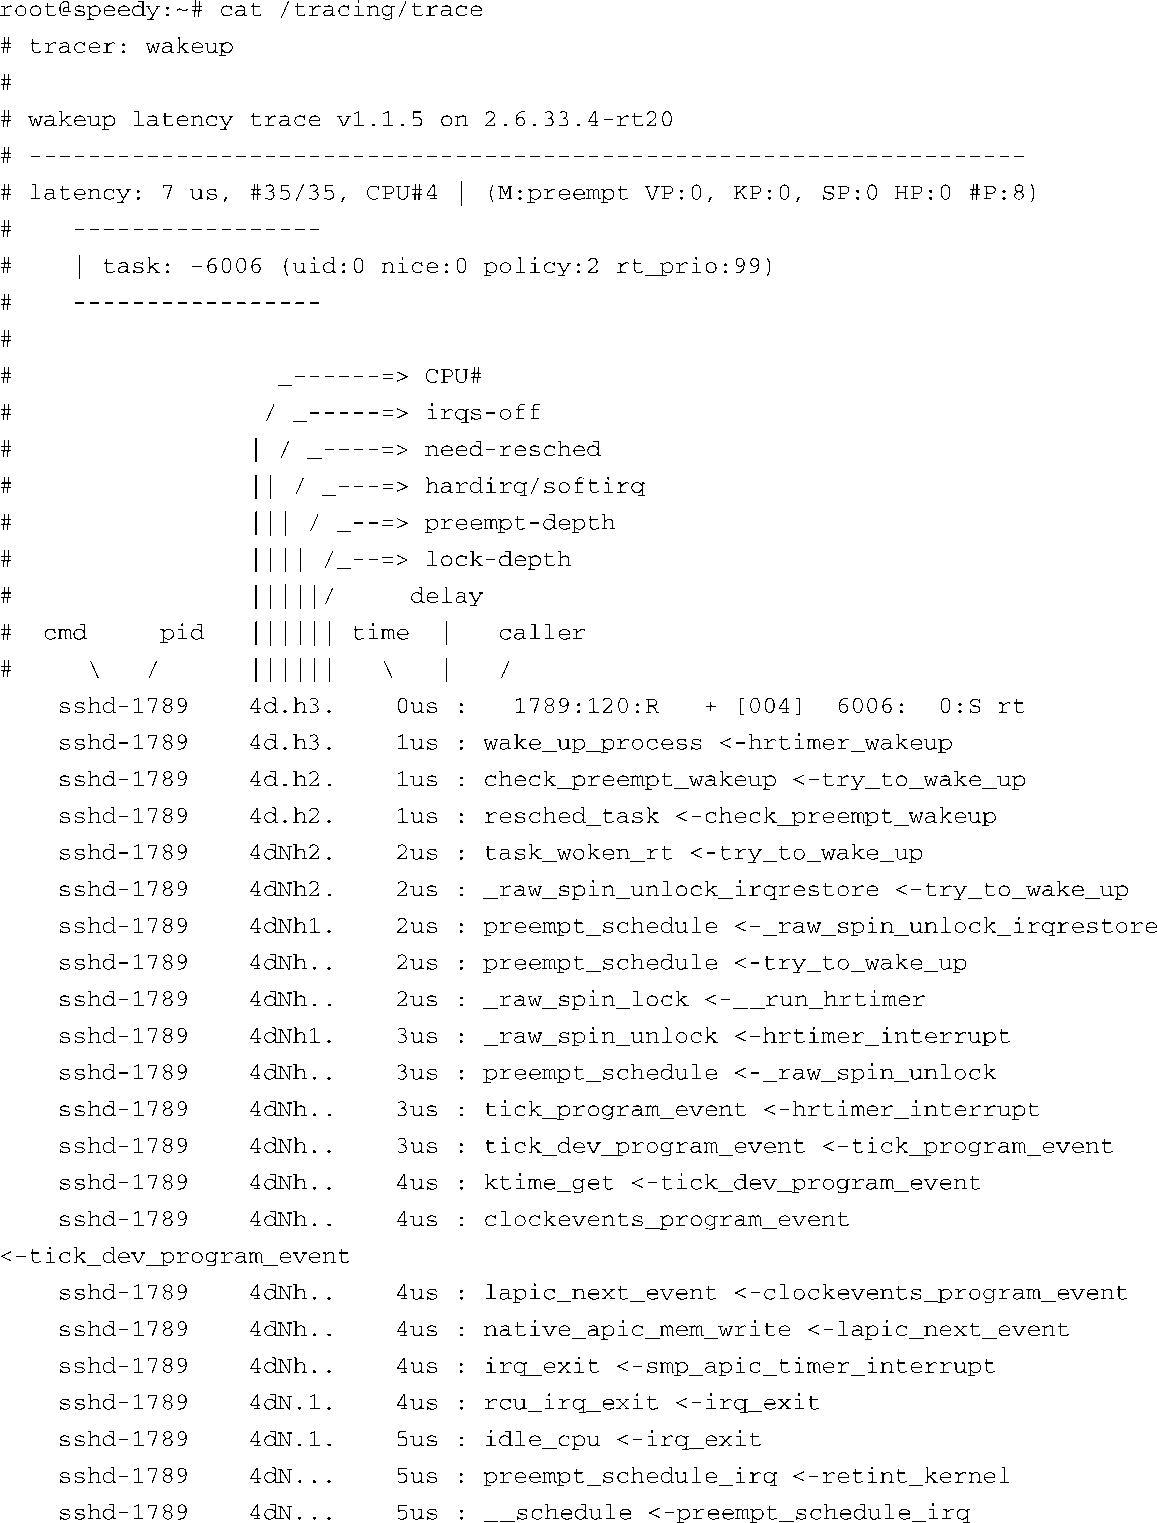 root@speedy:~# cat /tracing/trace
# tracer: wakeup
#
# wakeup latency trace v1.1.5 on 2.6.33.4-rt20
# --------------------------------------------------------------------
# latency: 7 us, #35/35, CPU#4 | (M:preempt VP:0, KP:0, SP:0 HP:0 #P:8)
#    -----------------
#    | task: -6006 (uid:0 nice:0 policy:2 rt_prio:99)
#    -----------------
#
#                  _------=> CPU#
#                 / _-----=> irqs-off
#                | / _----=> need-resched
#                || / _---=> hardirq/softirq
#                ||| / _--=> preempt-depth
#                |||| /_--=> lock-depth
#                |||||/     delay
#  cmd     pid   |||||| time  |   caller
#     \   /      ||||||   \   |   /
    sshd-1789    4d.h3.    0us :   1789:120:R   + [004]  6006:  0:S rt
    sshd-1789    4d.h3.    1us : wake_up_process <-hrtimer_wakeup
    sshd-1789    4d.h2.    1us : check_preempt_wakeup <-try_to_wake_up
    sshd-1789    4d.h2.    1us : resched_task <-check_preempt_wakeup
    sshd-1789    4dNh2.    2us : task_woken_rt <-try_to_wake_up
    sshd-1789    4dNh2.    2us : _raw_spin_unlock_irqrestore <-try_to_wake_up
    sshd-1789    4dNh1.    2us : preempt_schedule <-_raw_spin_unlock_irqrestore
    sshd-1789    4dNh..    2us : preempt_schedule <-try_to_wake_up
    sshd-1789    4dNh..    2us : _raw_spin_lock <-__run_hrtimer
    sshd-1789    4dNh1.    3us : _raw_spin_unlock <-hrtimer_interrupt
    sshd-1789    4dNh..    3us : preempt_schedule <-_raw_spin_unlock
    sshd-1789    4dNh..    3us : tick_program_event <-hrtimer_interrupt
    sshd-1789    4dNh..    3us : tick_dev_program_event <-tick_program_event
    sshd-1789    4dNh..    4us : ktime_get <-tick_dev_program_event
    sshd-1789    4dNh..    4us : clockevents_program_event
<-tick_dev_program_event
    sshd-1789    4dNh..    4us : lapic_next_event <-clockevents_program_event
    sshd-1789    4dNh..    4us : native_apic_mem_write <-lapic_next_event
    sshd-1789    4dNh..    4us : irq_exit <-smp_apic_timer_interrupt
    sshd-1789    4dN.1.    4us : rcu_irq_exit <-irq_exit
    sshd-1789    4dN.1.    5us : idle_cpu <-irq_exit
    sshd-1789    4dN...    5us : preempt_schedule_irq <-retint_kernel
    sshd-1789    4dN...    5us : __schedule <-preempt_schedule_irq